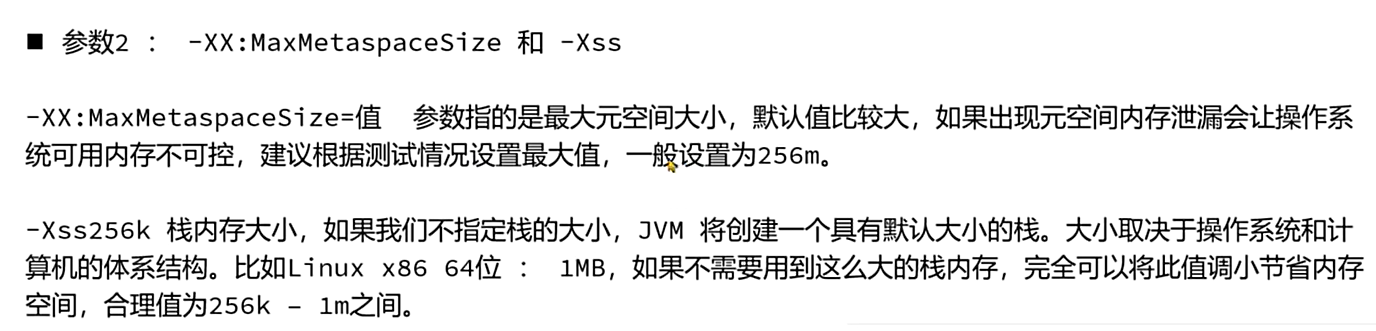 ■ 参数2 ： -XX:MaxMetaspaceSize 和 -Xss
-XX:MaxMetaspaceSize=值 参数指的是最大元空间大小，默认值比较大，如果出现元空间内存泄漏会让操作系
统可用内存不可控，建议根据测试情况设置最大值，一般设置为256m。
-Xss256k 栈内存大小，如果我们不指定栈的大小，JVM 将创建一个具有默认大小的栈。大小取决于操作系统和计
算机的体系结构。比如Linux x86 64位 ： 1MB，如果不需要用到这么大的栈内存，完全可以将此值调小节省内存
空间，合理值为256k – 1m之间。